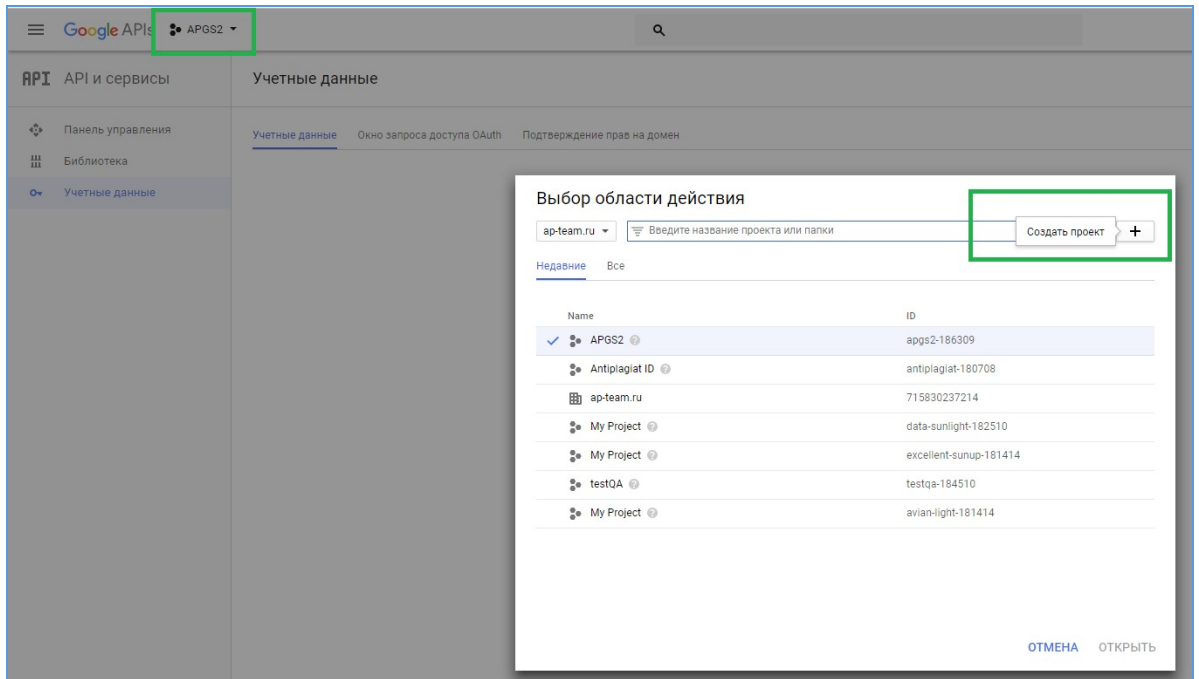 Google APIs APGS2
API API и сервисы
Учетные данные
Панель управления
Библиотека
Учетные данные
Учетные данные Окно запроса доступа OAuth Подтверждение прав на домен
Выбор области действия
ap-team.ru Введите название проекта или папки Создать проект +
Недавние Все
Name ID
APGS2 apgs2-186309
Antiplagiat ID antiplagiat-180708
ap-team.ru 715830237214
My Project data-sunlight-182510
My Project excellent-sunup-181414
testQA testqa-184510
My Project avian-light-181414
ОТМЕНА ОТКРЫТЬ